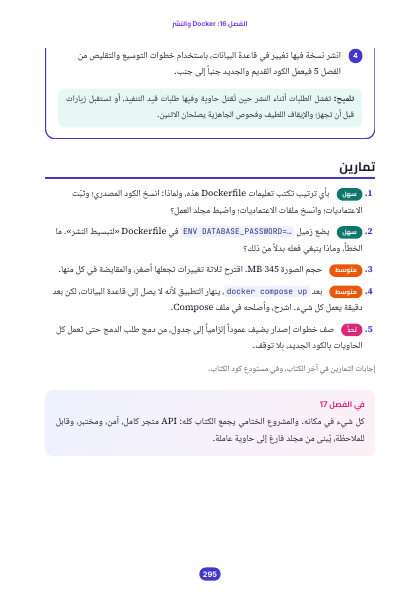 الفصل 16: Docker والنشر
4 انشر نسخة فيها تغيير في قاعدة البيانات، باستخدام خطوات التوسيع والتقليص من
الفصل 5 فيعمل الكود القديم والجديد جنباً إلى جنب.
تلميح: تفشل الطلبات أثناء النشر حين تُقتل حاوية وفيها طلبات قيد التنفيذ، أو تستقبل زيارات
قبل أن تجهز؛ والإيقاف اللطيف وفحوص الجاهزية يصلحان الاثنين.
تمارين
1. سهل بأي ترتيب تكتب تعليمات Dockerfile هذه، ولماذا: انسخ الكود المصدري؛ وثبّت
الاعتماديات؛ وانسخ ملفات الاعتماديات؛ واضبط مجلد العمل؟
2. سهل يضع زميل ENV DATABASE_PASSWORD=… في Dockerfile «لتبسيط النشر». ما
الخطأ، وماذا ينبغي فعله بدلاً من ذلك؟
3. متوسط حجم الصورة 345 MB. اقترح ثلاثة تغييرات تجعلها أصغر، والمقايضة في كل منها.
4. متوسط بعد docker compose up، ينهار التطبيق لأنه لا يصل إلى قاعدة البيانات، لكن بعد
دقيقة يعمل كل شيء. اشرح، وأصلحه في ملف Compose.
5. تحدٍّ صف خطوات إصدار يضيف عموداً إلزامياً إلى جدول، من دمج طلب الدمج حتى تعمل كل
الحاويات بالكود الجديد، بلا توقف.
إجابات التمارين في آخر الكتاب، وفي مستودع كود الكتاب.
في الفصل 17
كل شيء في مكانه. والمشروع الختامي يجمع الكتاب كله: API متجر كامل، آمن، ومختبر، وقابل
للملاحظة، يُبنى من مجلد فارغ إلى حاوية عاملة.
295